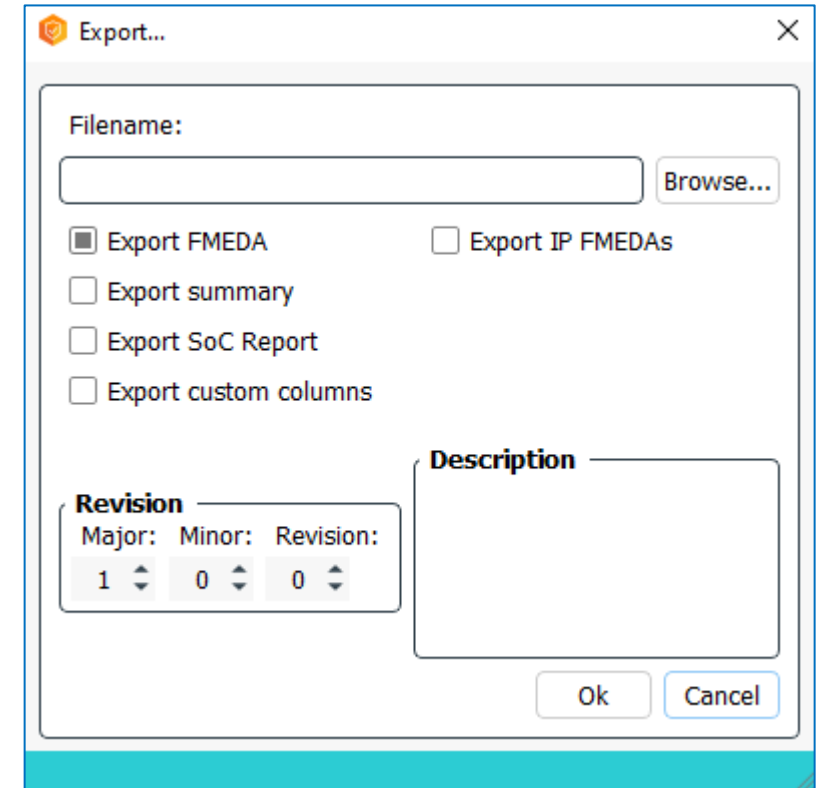 Export...
Filename:
Browse...
Export FMEDA
Export IP FMEDAs
Export summary
Export SoC Report
Export custom columns
Description
Revision
Major: Minor: Revision:
1 0 0
Ok Cancel